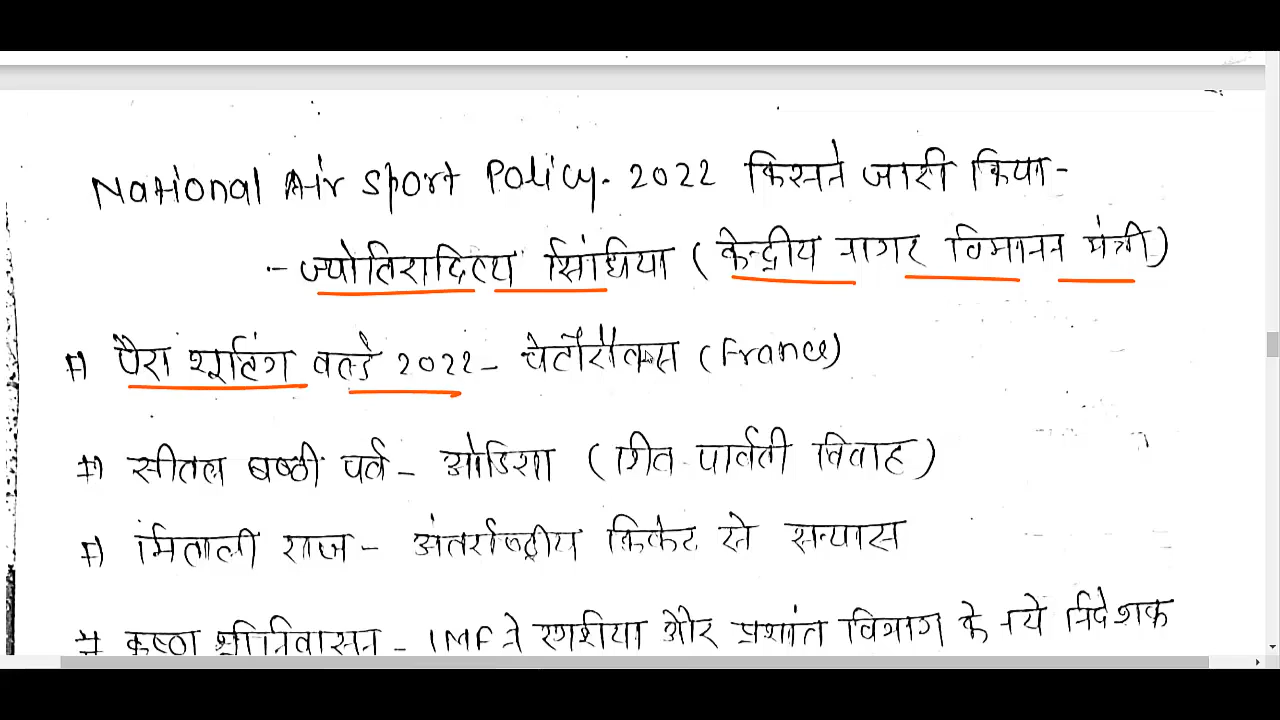 National Air Sport Policy. 2022 किसने जारी किया -
- ज्योतिरादित्य सिंधिया ( केन्द्रीय नागर विमानन मंत्री )
#) पैरा शूटिंग वर्ल्ड 2022 - (France)
#) सीतल षष्ठी पर्व - ओडिशा ( पार्वती विवाह )
#) मिताली राज - अंतर्राष्ट्रीय क्रिकेट से सन्यास
# कृष्णा श्रीनिवासन - IMF ने एशीया और प्रशांत विभाग के नये निदेशक